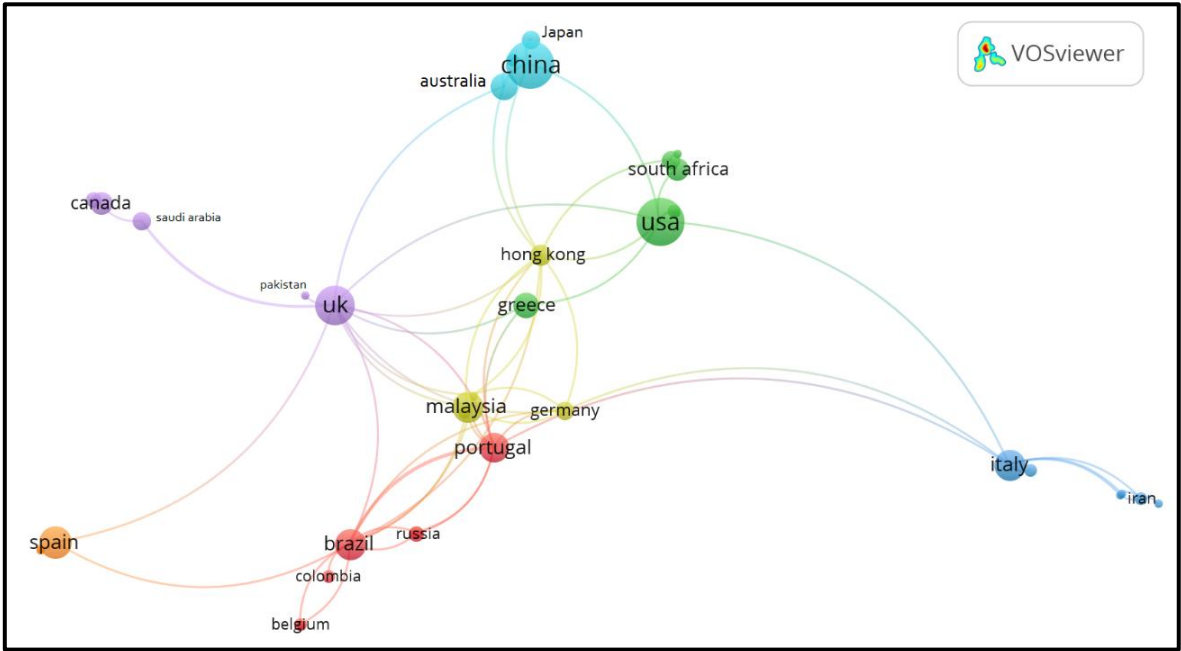 Japan
china
VOSviewer
australia
south africa
canada
saudi arabia
usa
hong kong
pakistan
uk
greece
malaysia
germany
portugal
italy
iran
russia
spain
brazil
colombia
belgium